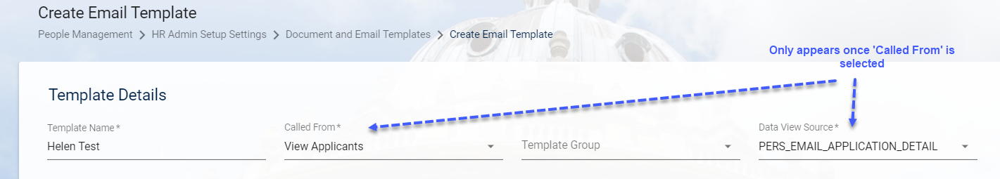 Create Email Template
People Management > HR Admin Setup Settings > Document and Email Templates > Create Email Template
Only appears once 'Called From' is
selected
Template Details
Template Name *
Called From *
Data View Source *
Helen Test
View Applicants
Template Group
PERS_EMAIL_APPLICATION_DETAIL